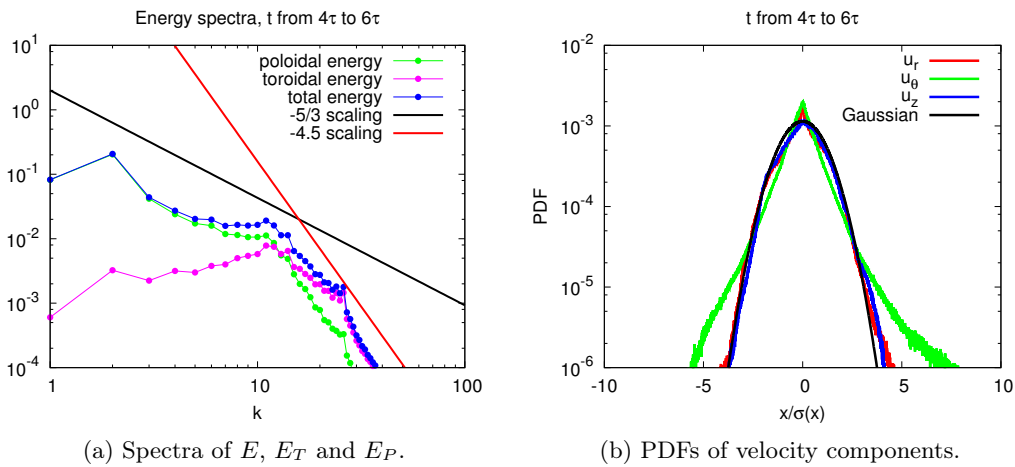 Energy spectra, t from 4τ to 6τ
10^1
10^0
10^-1
10^-2
10^-3
10^-4
1
10
100
k
poloidal energy
toroidal energy
total energy
-5/3 scaling
-4.5 scaling
(a) Spectra of E, E_T and E_P.
t from 4τ to 6τ
PDF
10^-2
10^-3
10^-4
10^-5
10^-6
-10
-5
0
5
10
x/σ(x)
u_r
u_θ
u_z
Gaussian
(b) PDFs of velocity components.